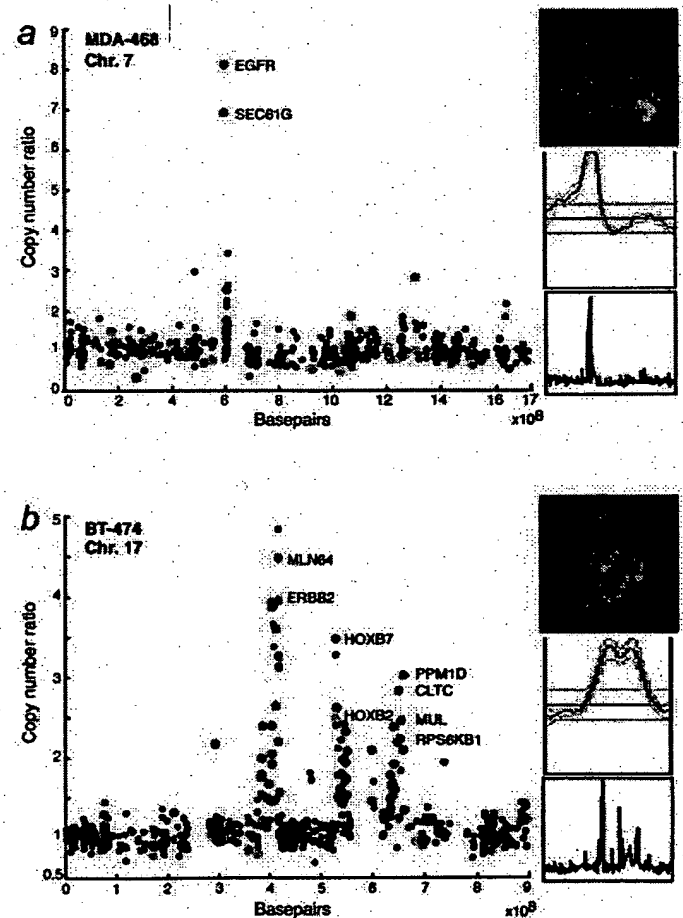 a
MDA-468
Chr. 7
Copy number ratio
9
8
7
6
5
4
3
2
1
0
EGFR
SEC61G
0 2 4 6 8 10 12 14 16 17
Basepairs
x10⁸
b
BT-474
Chr. 17
Copy number ratio
5
4
3
2
1
0.5
MLN64
ERBB2
HOXB7
PPM1D
CLTC
HOXB2
MUL
RPS6KB1
0 1 2 3 4 5 6 7 8 9
Basepairs
x10⁸